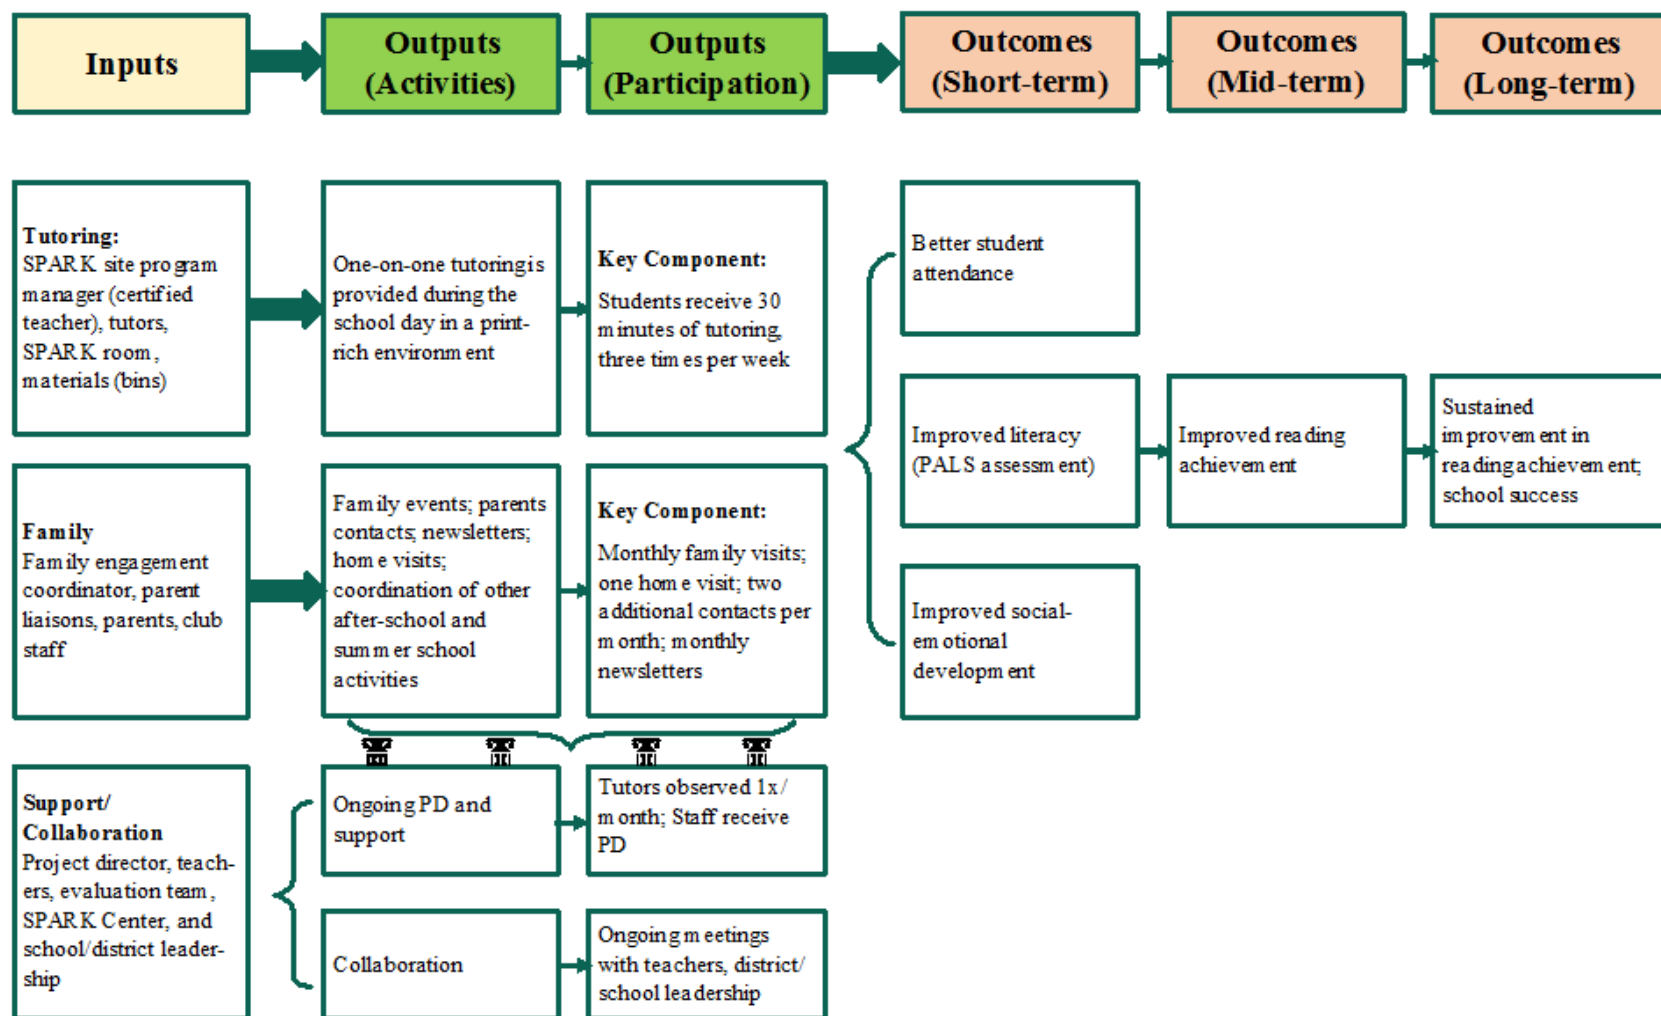 Inputs
Outputs
(Activities)
Outputs
(Participation)
Outcomes
(Short-term)
Outcomes
(Mid-term)
Outcomes
(Long-term)
Tutoring:
SPARK site program
manager (certified
teacher), tutors,
SPARK room,
materials (bins)
One-on-one tutoring is
provided during the
school day in a print-
rich environment
Key Component:
Students receive 30
minutes of tutoring,
three times per week
Better student
attendance
Improved literacy
(PALS assessment)
Improved reading
achievement
Sustained
improvement in
reading achievement;
school success
Family
Family engagement
coordinator, parent
liaisons, parents, club
staff
Family events; parents
contacts; newsletters;
home visits;
coordination of other
after-school and
summer school
activities
Key Component:
Monthly family visits;
one home visit; two
additional contacts per
month; monthly
newsletters
Improved social-
emotional
development
Support/
Collaboration
Project director, teach-
ers, evaluation team,
SPARK Center, and
school/district leader-
ship
Ongoing PD and
support
Tutors observed 1x/
month; Staff receive
PD
Collaboration
Ongoing meetings
with teachers, district/
school leadership